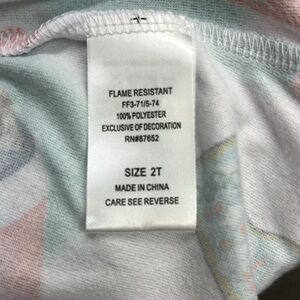 FLAME RESISTANT
FF3-71/5-74
100% POLYESTER
EXCLUSIVE OF DECORATION
RN#87652
SIZE 2T
MADE IN CHINA
CARE SEE REVERSE